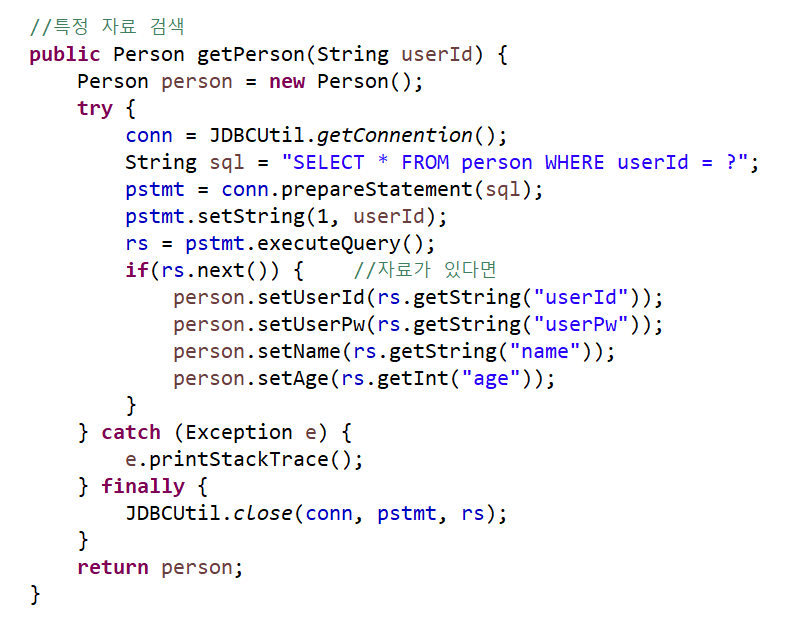 //특정 자료 검색
public Person getPerson(String userId) {
    Person person = new Person();
    try {
        conn = JDBCUtil.getConnention();
        String sql = "SELECT * FROM person WHERE userId = ?";
        pstmt = conn.prepareStatement(sql);
        pstmt.setString(1, userId);
        rs = pstmt.executeQuery();
        if(rs.next()) {    //자료가 있다면
            person.setUserId(rs.getString("userId"));
            person.setUserPw(rs.getString("userPw"));
            person.setName(rs.getString("name"));
            person.setAge(rs.getInt("age"));
        }
    } catch (Exception e) {
        e.printStackTrace();
    } finally {
        JDBCUtil.close(conn, pstmt, rs);
    }
    return person;
}